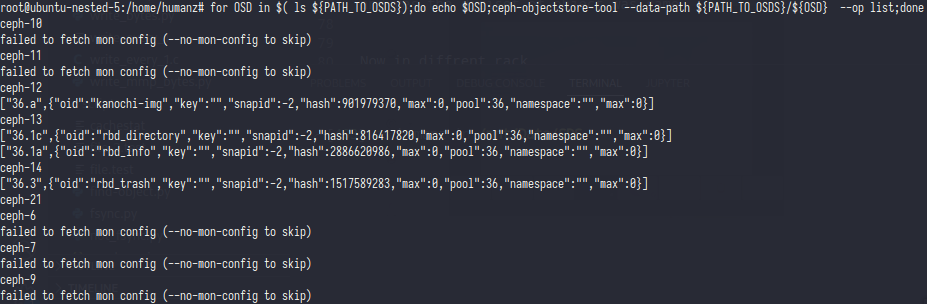 root@ubuntu-nested-5:/home/humanz# for OSD in $( ls ${PATH_TO_OSDS});do echo $OSD;ceph-objectstore-tool --data-path ${PATH_TO_OSDS}/${OSD}  --op list;done
ceph-10
failed to fetch mon config (--no-mon-config to skip)
ceph-11
failed to fetch mon config (--no-mon-config to skip)
ceph-12
["36.a",{"oid":"kanochi-img","key":"","snapid":-2,"hash":901979370,"max":0,"pool":36,"namespace":"","max":0}]
ceph-13
["36.1c",{"oid":"rbd_directory","key":"","snapid":-2,"hash":816417820,"max":0,"pool":36,"namespace":"","max":0}]
["36.1a",{"oid":"rbd_info","key":"","snapid":-2,"hash":2886620986,"max":0,"pool":36,"namespace":"","max":0}]
ceph-14
["36.3",{"oid":"rbd_trash","key":"","snapid":-2,"hash":1517589283,"max":0,"pool":36,"namespace":"","max":0}]
ceph-21
ceph-6
failed to fetch mon config (--no-mon-config to skip)
ceph-7
failed to fetch mon config (--no-mon-config to skip)
ceph-9
failed to fetch mon config (--no-mon-config to skip)